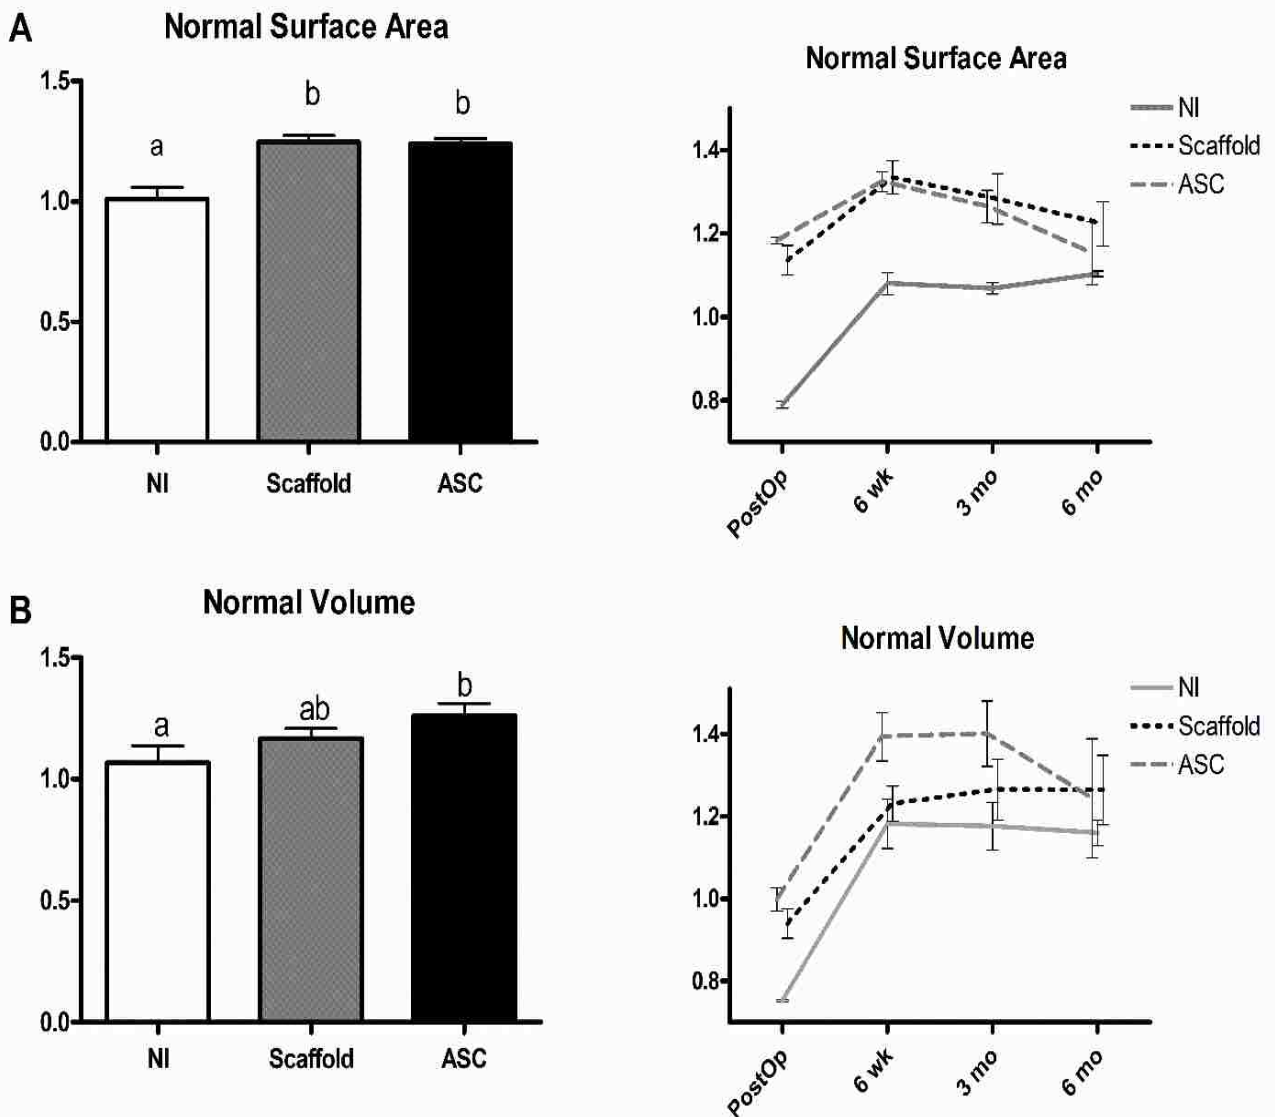 A
Normal Surface Area
1.5
1.0
0.5
0.0
a
b
b
NI
Scaffold
ASC
Normal Surface Area
1.4
1.2
1.0
0.8
PostOp
6 wk
3 mo
6 mo
NI
Scaffold
ASC
B
Normal Volume
1.5
1.0
0.5
0.0
a
ab
b
NI
Scaffold
ASC
Normal Volume
1.4
1.2
1.0
0.8
PostOp
6 wk
3 mo
6 mo
NI
Scaffold
ASC